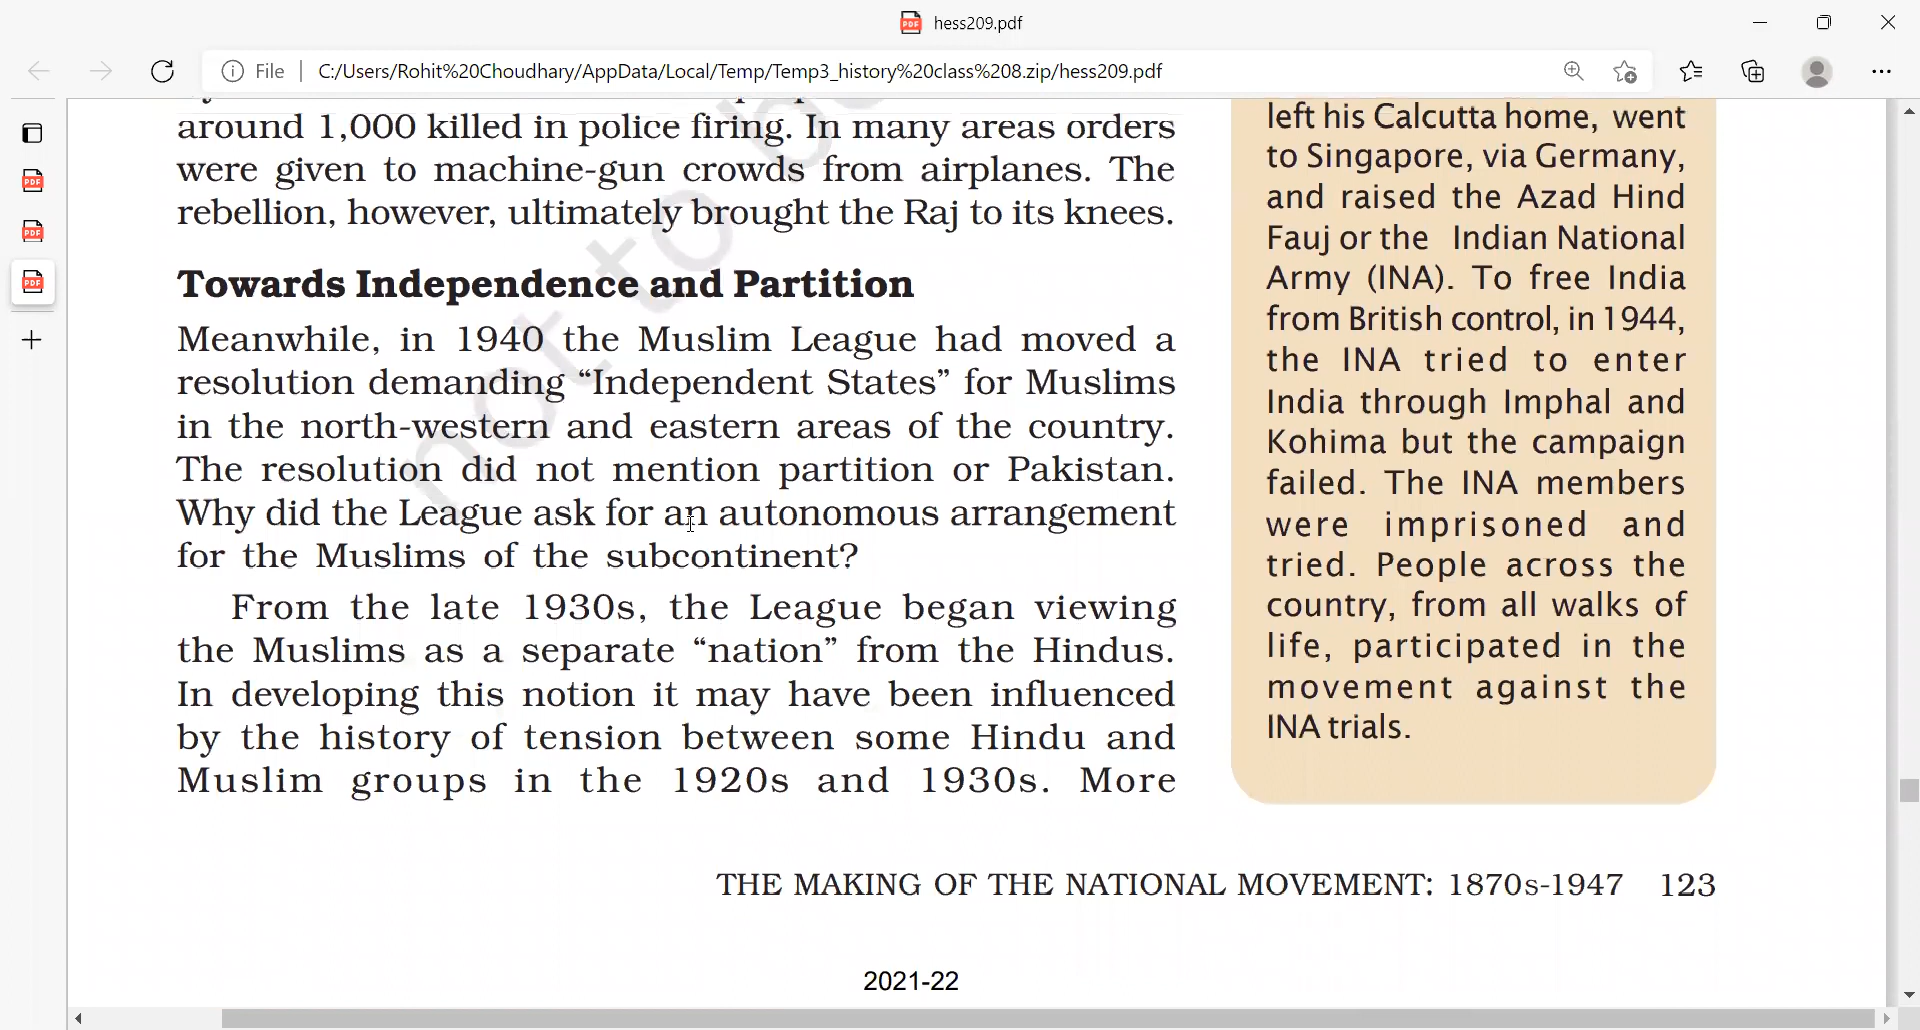 hess209.pdf
File
C:/Users/Rohit%20Choudhary/AppData/Local/Temp/Temp3_history%20class%208.zip/hess209.pdf
around 1,000 killed in police firing. In many areas orders
were given to machine-gun crowds from airplanes. The
rebellion, however, ultimately brought the Raj to its knees.
Towards Independence and Partition
Meanwhile, in 1940 the Muslim League had moved a
resolution demanding “Independent States” for Muslims
in the north-western and eastern areas of the country.
The resolution did not mention partition or Pakistan.
Why did the League ask for an autonomous arrangement
for the Muslims of the subcontinent?
From the late 1930s, the League began viewing
the Muslims as a separate “nation” from the Hindus.
In developing this notion it may have been influenced
by the history of tension between some Hindu and
Muslim groups in the 1920s and 1930s. More
left his Calcutta home, went
to Singapore, via Germany,
and raised the Azad Hind
Fauj or the Indian National
Army (INA). To free India
from British control, in 1944,
the INA tried to enter
India through Imphal and
Kohima but the campaign
failed. The INA members
were imprisoned and
tried. People across the
country, from all walks of
life, participated in the
movement against the
INA trials.
THE MAKING OF THE NATIONAL MOVEMENT: 1870s-1947 123
2021-22
not to b
PDF
PDF
PDF
PDF